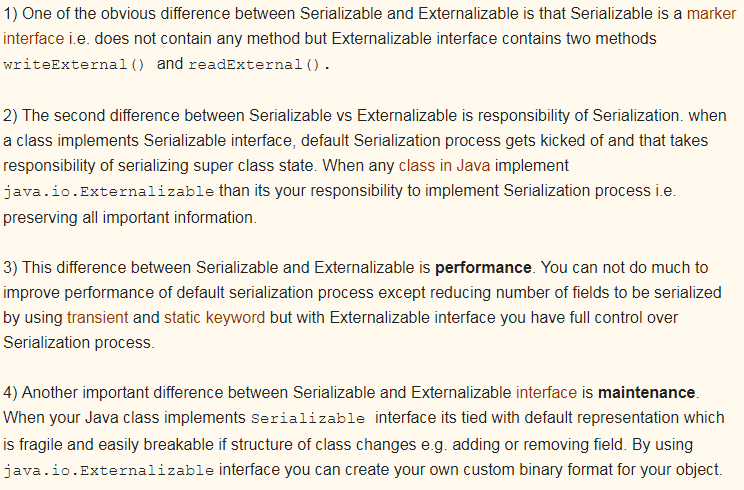 1) One of the obvious difference between Serializable and Externalizable is that Serializable is a marker
interface i.e. does not contain any method but Externalizable interface contains two methods
writeExternal() and readExternal().
2) The second difference between Serializable vs Externalizable is responsibility of Serialization. when
a class implements Serializable interface, default Serialization process gets kicked of and that takes
responsibility of serializing super class state. When any class in Java implement
java.io.Externalizable than its your responsibility to implement Serialization process i.e.
preserving all important information.
3) This difference between Serializable and Externalizable is performance. You can not do much to
improve performance of default serialization process except reducing number of fields to be serialized
by using transient and static keyword but with Externalizable interface you have full control over
Serialization process.
4) Another important difference between Serializable and Externalizable interface is maintenance.
When your Java class implements Serializable interface its tied with default representation which
is fragile and easily breakable if structure of class changes e.g. adding or removing field. By using
java.io.Externalizable interface you can create your own custom binary format for your object.